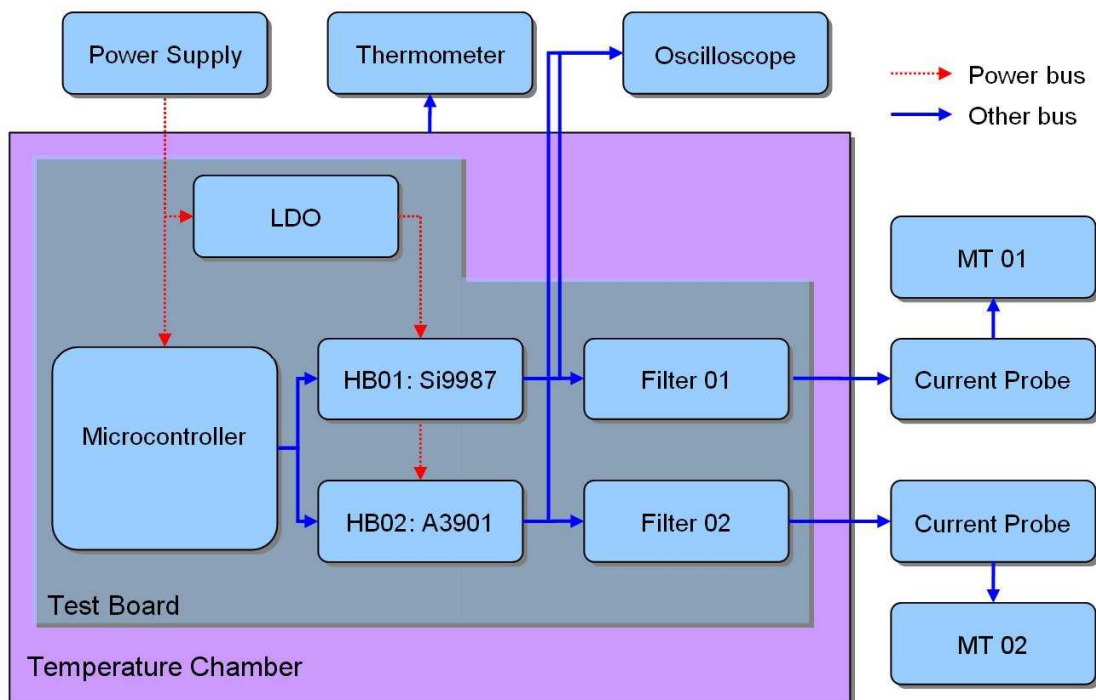 Power Supply
Thermometer
Oscilloscope
Power bus
Other bus
LDO
MT 01
HB01: Si9987
Filter 01
Current Probe
Microcontroller
HB02: A3901
Filter 02
Current Probe
Test Board
MT 02
Temperature Chamber